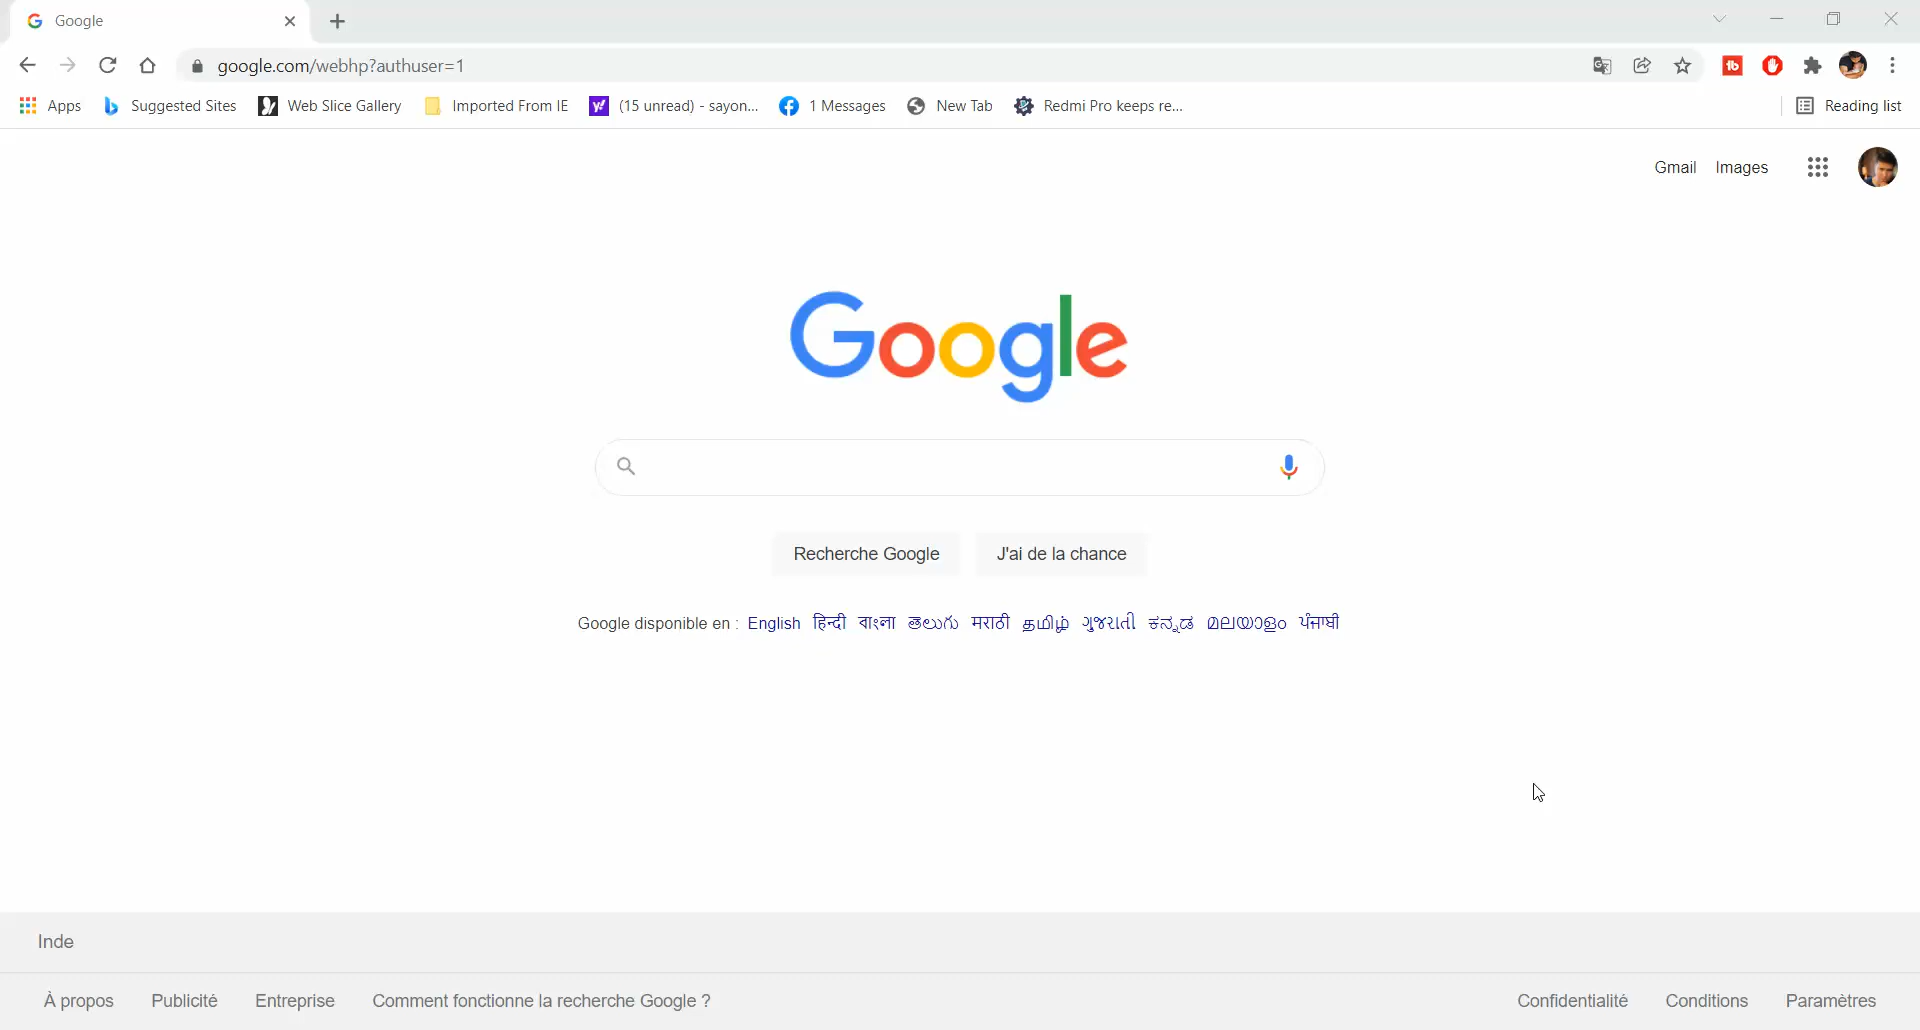 Google
google.com/webhp?authuser=1
Apps Suggested Sites Web Slice Gallery Imported From IE (15 unread) - sayon... 1 Messages New Tab Redmi Pro keeps re... Reading list
Gmail Images
Google
Recherche Google J'ai de la chance
Google disponible en : English हिन्दी বাংলা తెలుగు मराठी தமிழ் ગુજરાતી ಕನ್ನಡ മലയാളം ਪੰਜਾਬੀ
Inde
À propos Publicité Entreprise Comment fonctionne la recherche Google ? Confidentialité Conditions Paramètres